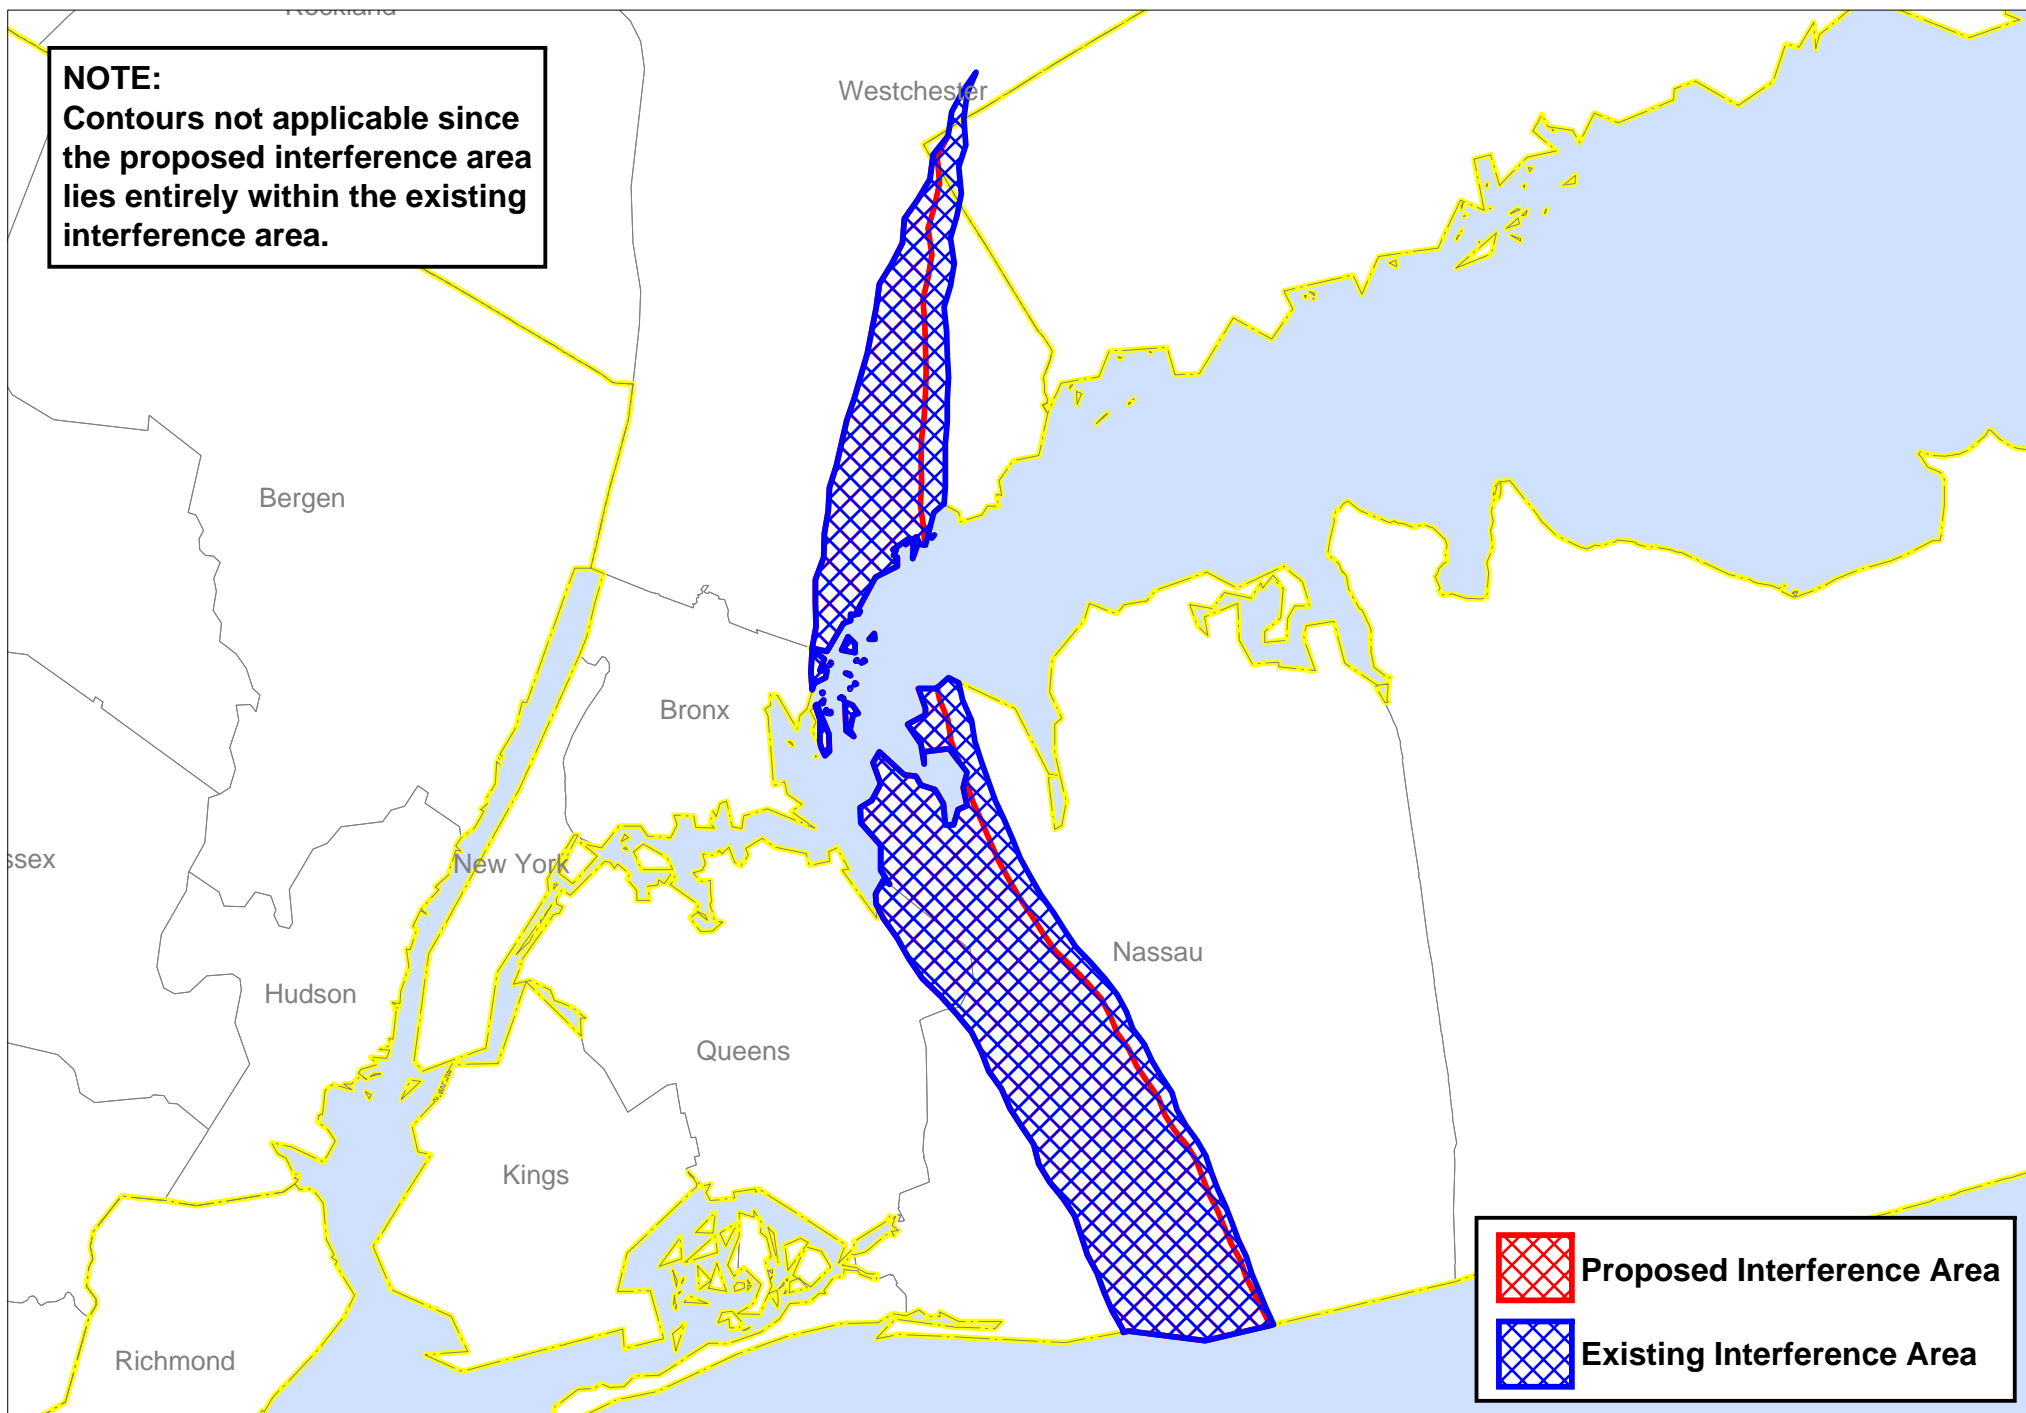 NOTE:
Contours not applicable since
the proposed interference area
lies entirely within the existing
interference area.
Westchester
Bergen
Bronx
ssex
New York
Nassau
Hudson
Queens
Kings
Richmond
Proposed Interference Area
Existing Interference Area